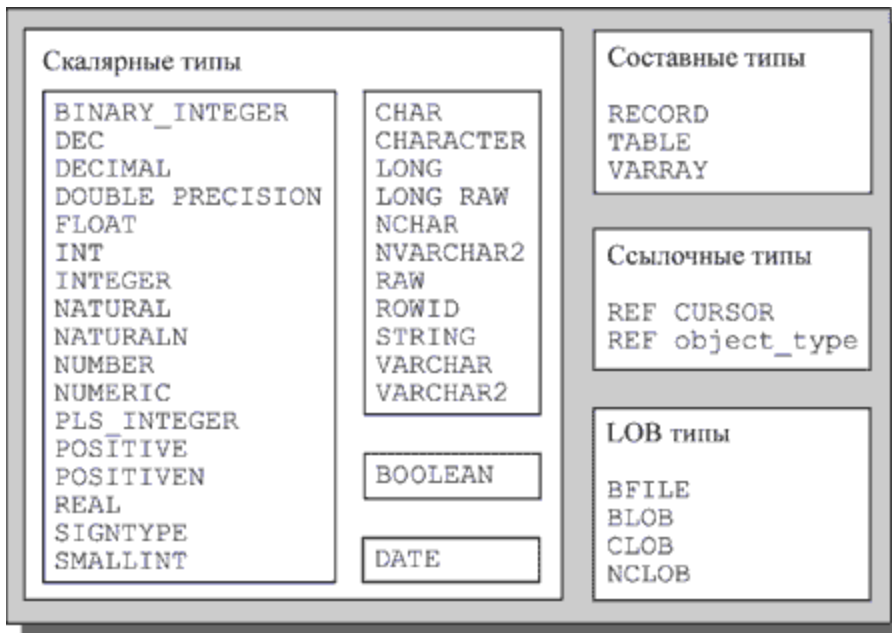 Скалярные типы
BINARY_INTEGER
DEC
DECIMAL
DOUBLE PRECISION
FLOAT
INT
INTEGER
NATURAL
NATURALN
NUMBER
NUMERIC
PLS_INTEGER
POSITIVE
POSITIVEN
REAL
SIGNTYPE
SMALLINT
CHAR
CHARACTER
LONG
LONG RAW
NCHAR
NVARCHAR2
RAW
ROWID
STRING
VARCHAR
VARCHAR2
BOOLEAN
DATE
Составные типы
RECORD
TABLE
VARRAY
Ссылочные типы
REF CURSOR
REF object_type
LOB типы
BFILE
BLOB
CLOB
NCLOB